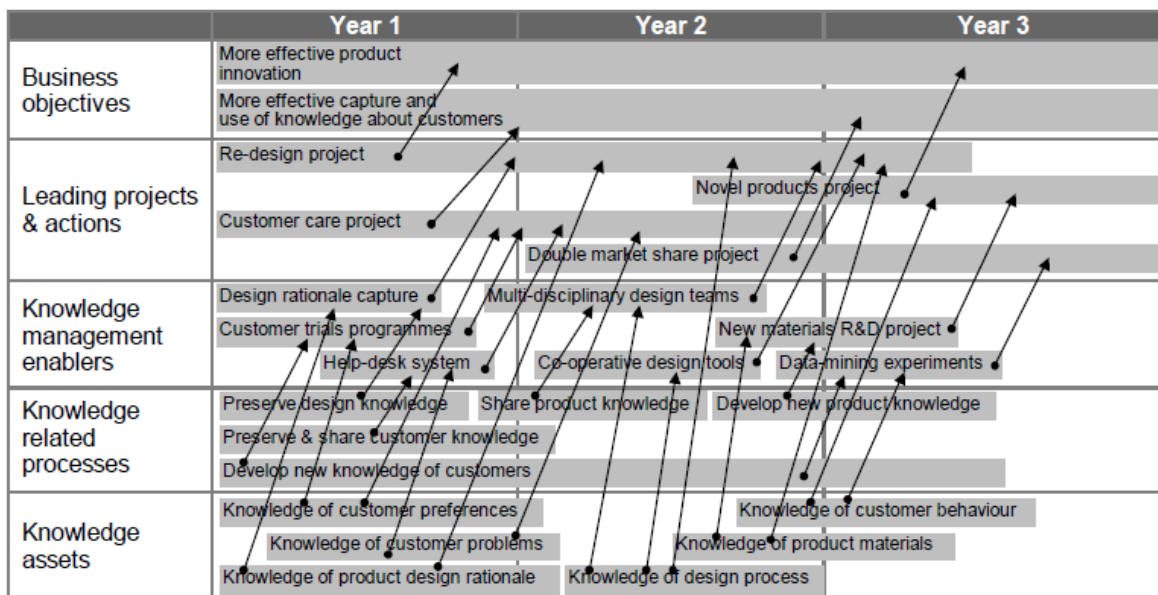 Year 1 Year 2 Year 3
Business
objectives
More effective product
innovation
More effective capture and
use of knowledge about customers
Leading projects
& actions
Re-design project
Novel products project
Customer care project
Double market share project
Knowledge
management
enablers
Design rationale capture
Multi-disciplinary design teams
Customer trials programmes
New materials R&D project
Help-desk system
Co-operative design tools
Data-mining experiments
Knowledge
related
processes
Preserve design knowledge
Share product knowledge
Develop new product knowledge
Preserve & share customer knowledge
Develop new knowledge of customers
Knowledge
assets
Knowledge of customer preferences
Knowledge of customer behaviour
Knowledge of customer problems
Knowledge of product materials
Knowledge of product design rationale
Knowledge of design process